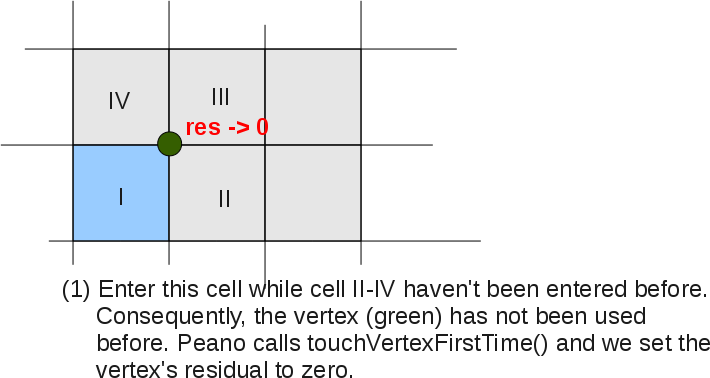 IV
III
res -> 0
I
II
(1) Enter this cell while cell II-IV haven't been entered before.
Consequently, the vertex (green) has not been used
before. Peano calls touchVertexFirstTime() and we set the
vertex's residual to zero.